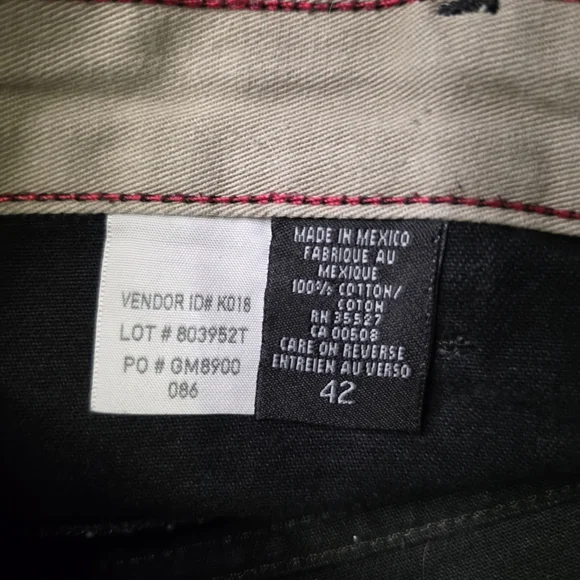 VENDOR ID# K018
LOT # 803952T
PO # GM8900
086
MADE IN MEXICO
FABRIQUE AU
MEXIQUE
100% COTTON/
COTON
RN 35527
CA 00508
CARE ON REVERSE
ENTREIEN AU VERSO
42